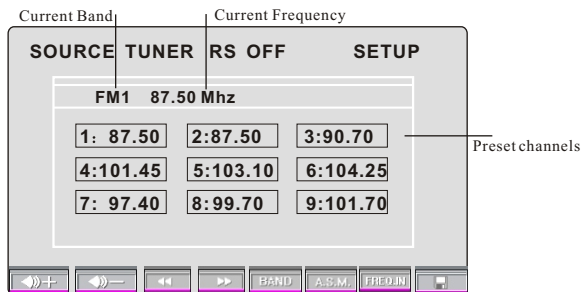 Current Band Current Frequency
SOURCE TUNER RS OFF SETUP
FM1 87.50 Mhz
1: 87.50 2:87.50 3:90.70
Preset channels
4:101.45 5:103.10 6:104.25
7: 97.40 8:99.70 9:101.70
+ — BAND A.S.M. FREQ.IN